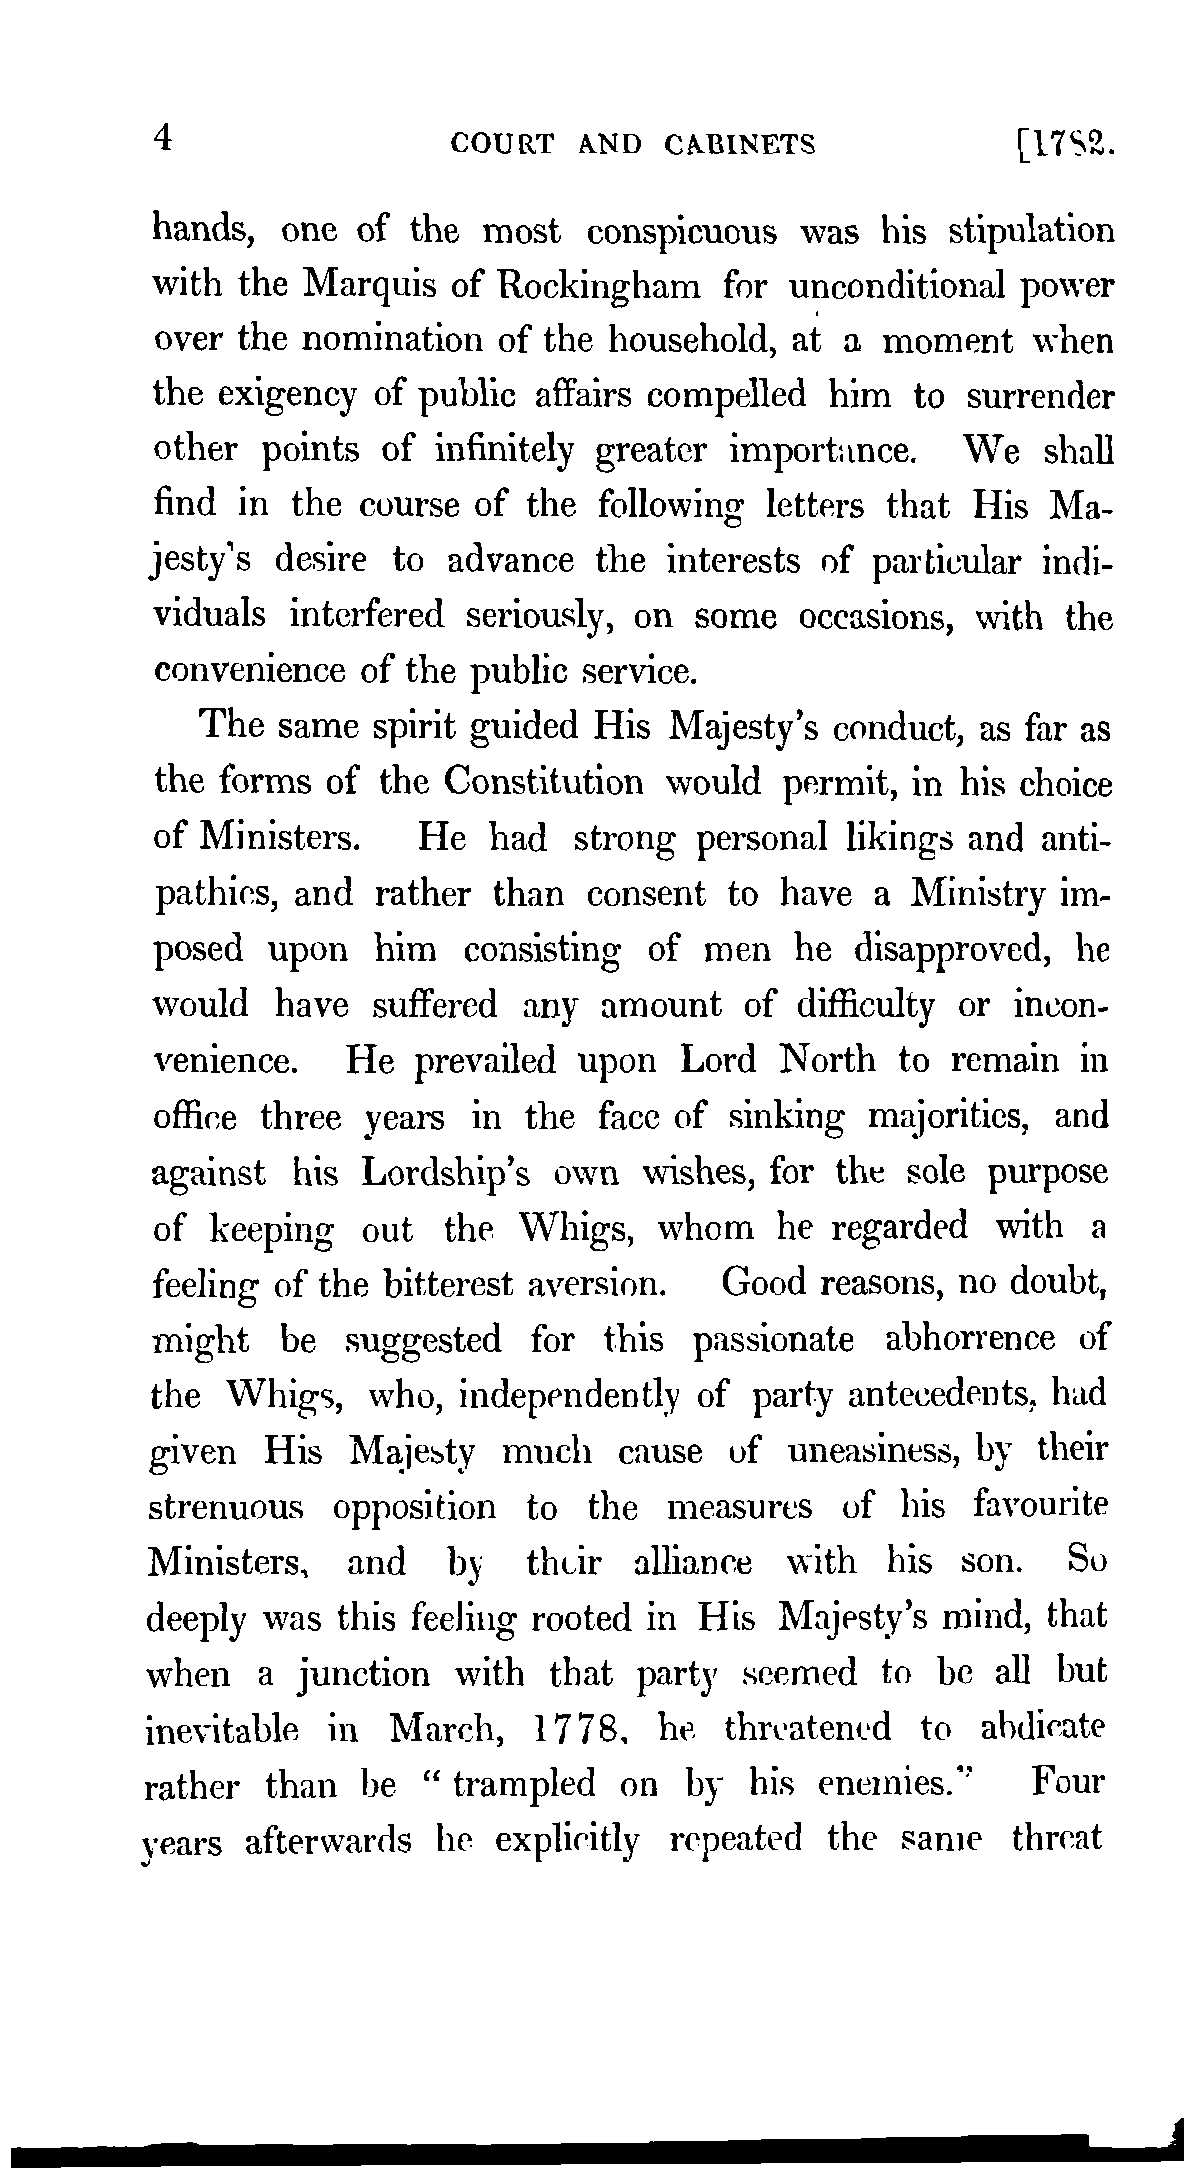 4 COURT AND CABINETS [1782.
hands, one of the most conspicuous was his stipulation
with the Marquis of Rockingham for unconditional power
over the nomination of the household, at a moment when
the exigency of public affairs compelled him to surrender
other points of infinitely greater importance. We shall
find in the course of the following letters that His Ma-
jesty's desire to advance the interests of particular indi-
viduals interfered seriously, on some occasions, with the
convenience of the public service.
The same spirit guided His Majesty's conduct, as far as
the forms of the Constitution would permit, in his choice
of Ministers. He had strong personal likings and anti-
pathies, and rather than consent to have a Ministry im-
posed upon him consisting of men he disapproved, he
would have suffered any amount of difficulty or incon-
venience. He prevailed upon Lord North to remain in
office three years in the face of sinking majorities, and
against his Lordship's own wishes, for the sole purpose
of keeping out the Whigs, whom he regarded with a
feeling of the bitterest aversion. Good reasons, no doubt,
might be suggested for this passionate abhorrence of
the Whigs, who, independently of party antecedents, had
given His Majesty much cause of uneasiness, by their
strenuous opposition to the measures of his favourite
Ministers, and by their alliance with his son. So
deeply was this feeling rooted in His Majesty's mind, that
when a junction with that party seemed to be all but
inevitable in March, 1778, he threatened to abdicate
rather than be "trampled on by his enemies." Four
years afterwards he explicitly repeated the same threat